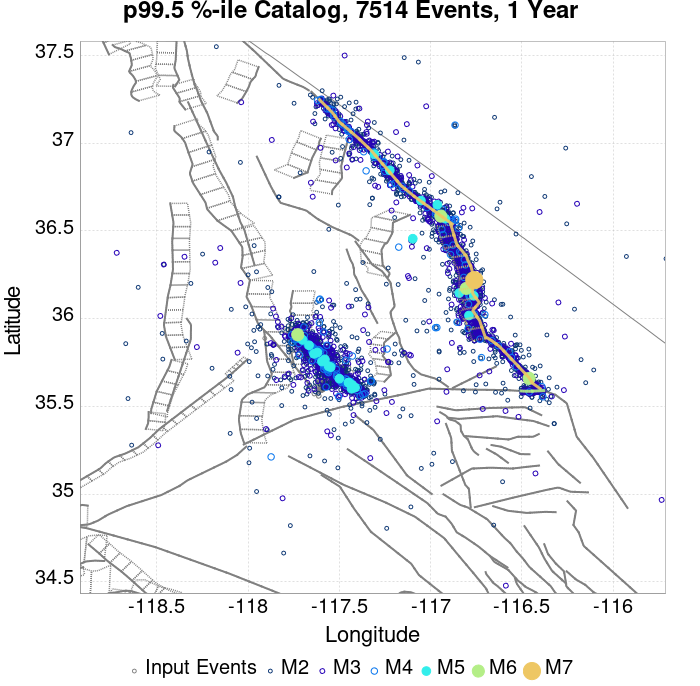 p99.5 %-ile Catalog, 7514 Events, 1 Year
37.5
37
36.5
36
35.5
35
34.5
Latitude
-118.5 -118 -117.5 -117 -116.5 -116
Longitude
Input Events M2 M3 M4 M5 M6 M7